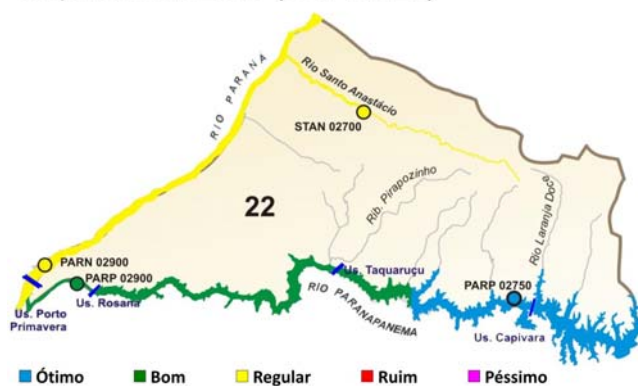 RIO PARANÁ
Rio Santo Anastácio
STAN 02700
Rib. Pirapozinho
Rio Laranja Doce
22
PARN 02900
PARP 02900
Us. Taquaruçu
Us. Rosana
PARP 02750
Us. Porto
Primavera
RIO PARANAPANEMA
Us. Capivara
Ótimo
Bom
Regular
Ruim
Péssimo